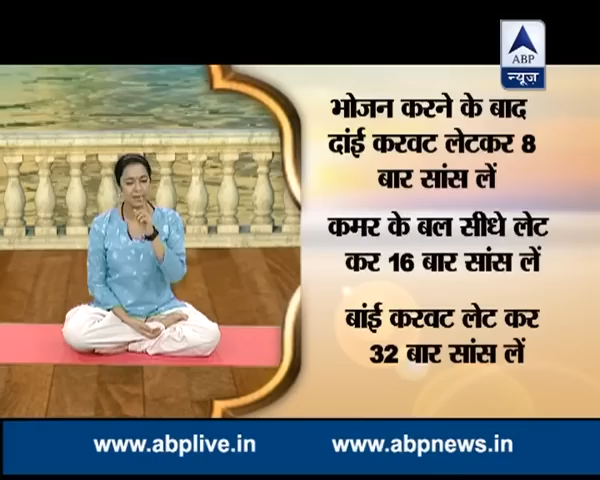 ABP
न्यूज़
भोजन करने के बाद
दांई करवट लेटकर 8
बार सांस लें
कमर के बल सीधे लेट
कर 16 बार सांस लें
बांई करवट लेट कर
32 बार सांस लें
www.abplive.in www.abpnews.in